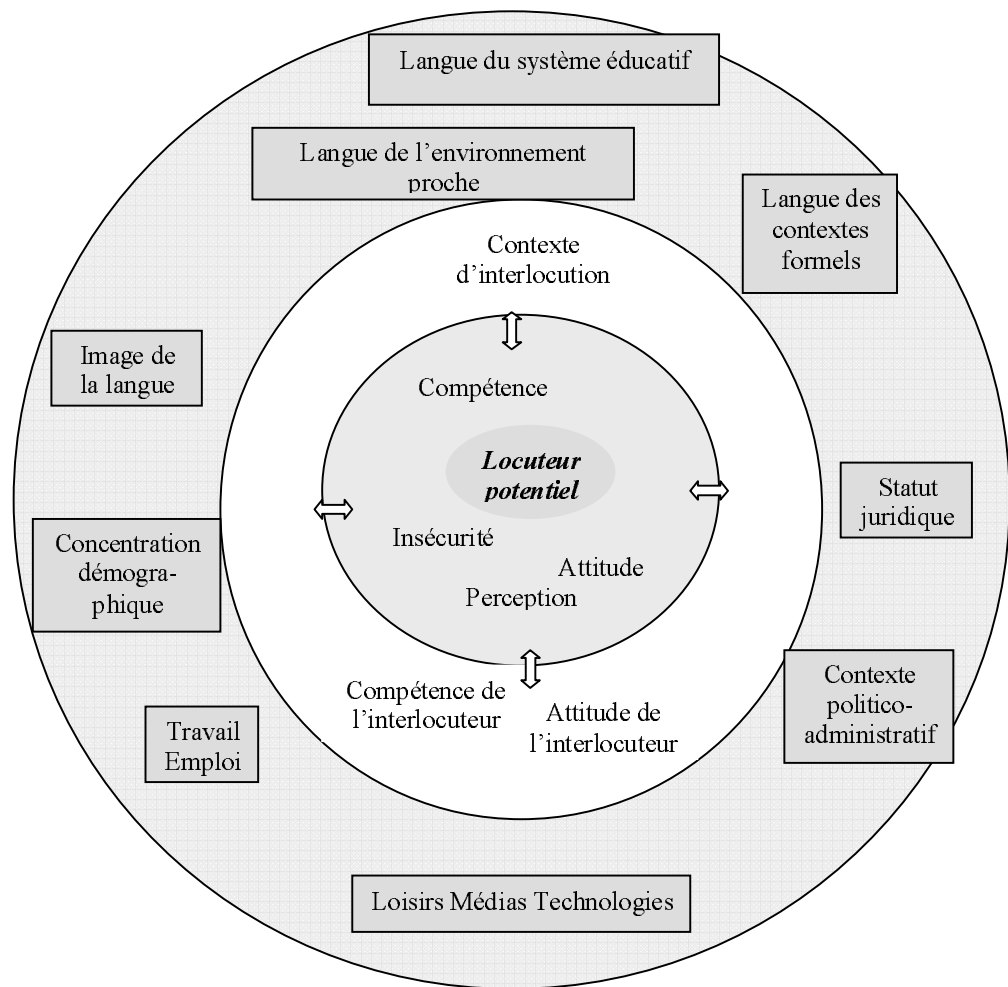 Langue du système éducatif
Langue de l’environnement
proche
Langue des
contextes
formels
Contexte
d’interlocution
Image de
la langue
Compétence
Locuteur
potentiel
Statut
juridique
Insécurité
Concentration
démogra-
phique
Attitude
Perception
Compétence de
l’interlocuteur
Attitude de
l’interlocuteur
Contexte
politico-
administratif
Travail
Emploi
Loisirs Médias Technologies